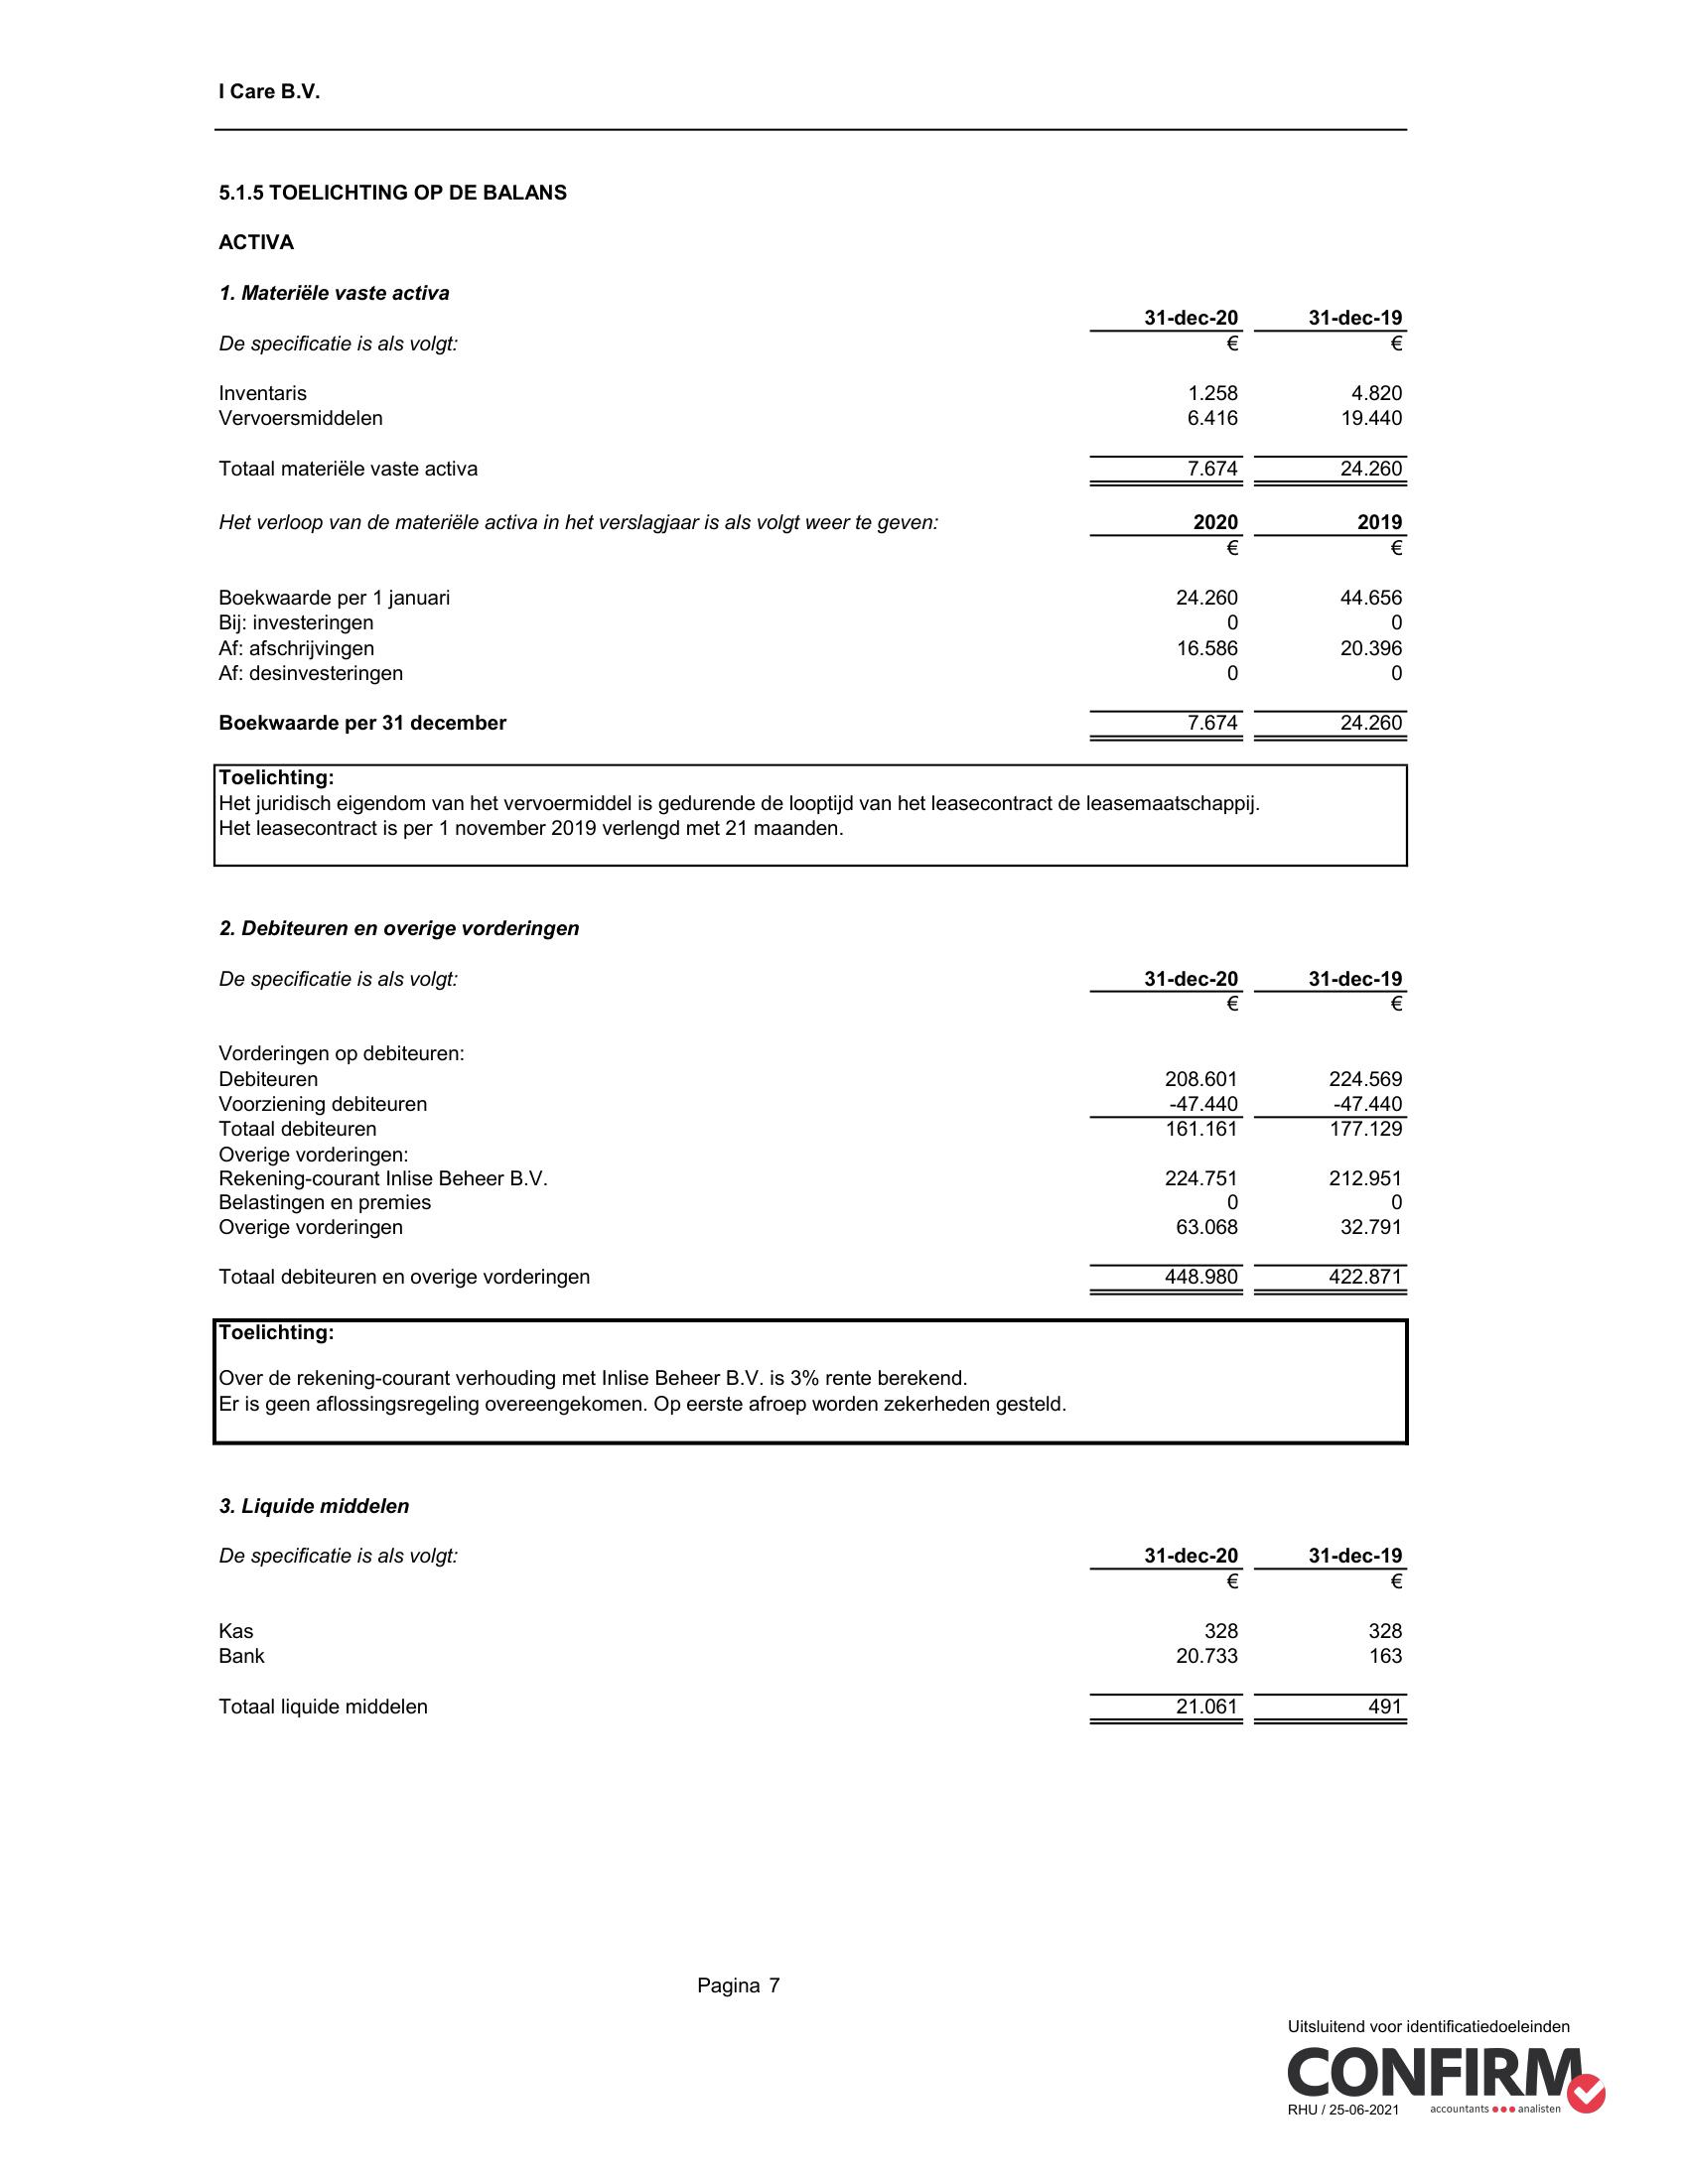 I Care B.V.
5.1.5 TOELICHTING OP DE BALANS
ACTIVA
1. Materiële vaste activa
31-dec-20 31-dec-19
De specificatie is als volgt: € €
Inventaris 1.258 4.820
Vervoersmiddelen 6.416 19.440
Totaal materiële vaste activa 7.674 24.260
Het verloop van de materiële activa in het verslagjaar is als volgt weer te geven: 2020 2019
€ €
Boekwaarde per 1 januari 24.260 44.656
Bij: investeringen 0 0
Af: afschrijvingen 16.586 20.396
Af: desinvesteringen 0 0
Boekwaarde per 31 december 7.674 24.260
Toelichting:
Het juridisch eigendom van het vervoermiddel is gedurende de looptijd van het leasecontract de leasemaatschappij.
Het leasecontract is per 1 november 2019 verlengd met 21 maanden.
2. Debiteuren en overige vorderingen
De specificatie is als volgt: 31-dec-20 31-dec-19
€ €
Vorderingen op debiteuren:
Debiteuren 208.601 224.569
Voorziening debiteuren -47.440 -47.440
Totaal debiteuren 161.161 177.129
Overige vorderingen:
Rekening-courant Inlise Beheer B.V. 224.751 212.951
Belastingen en premies 0 0
Overige vorderingen 63.068 32.791
Totaal debiteuren en overige vorderingen 448.980 422.871
Toelichting:
Over de rekening-courant verhouding met Inlise Beheer B.V. is 3% rente berekend.
Er is geen aflossingsregeling overeengekomen. Op eerste afroep worden zekerheden gesteld.
3. Liquide middelen
De specificatie is als volgt: 31-dec-20 31-dec-19
€ €
Kas 328 328
Bank 20.733 163
Totaal liquide middelen 21.061 491
Pagina 7
Uitsluitend voor identificatiedoeleinden
CONFIRM
RHU / 25-06-2021 accountants ●●● analisten